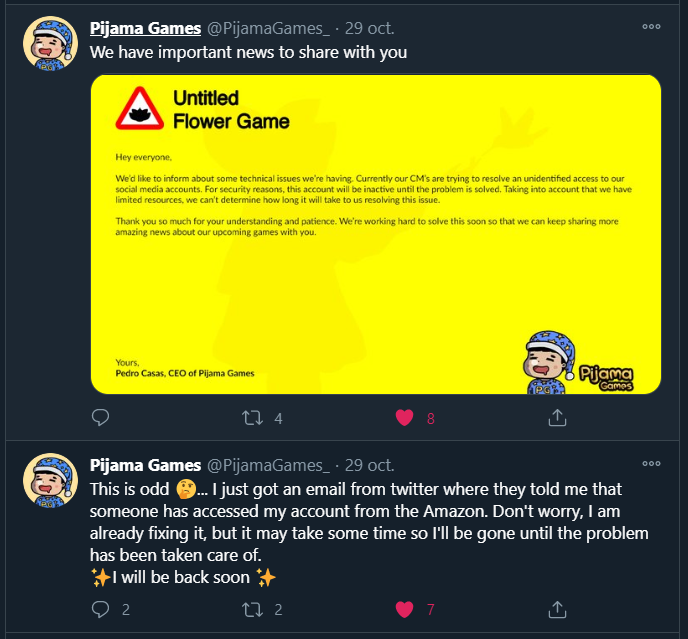 Pijama Games @PijamaGames_ · 29 oct.
We have important news to share with you
Untitled
Flower Game
Hey everyone,
We'd like to inform about some technical issues we're having. Currently our CM's are trying to resolve an unidentified access to our
social media accounts. For security reasons, this account will be inactive until the problem is solved. Taking into account that we have
limited resources, we can't determine how long it will take to us resolving this issue.
Thank you so much for your understanding and patience. We're working hard to solve this soon so that we can keep sharing more
amazing news about our upcoming games with you.
Yours,
Pedro Casas, CEO of Pijama Games
PG
Pijama
Games
4
8
Pijama Games @PijamaGames_ · 29 oct.
This is odd 🤔... I just got an email from twitter where they told me that
someone has accessed my account from the Amazon. Don't worry, I am
already fixing it, but it may take some time so I'll be gone until the problem
has been taken care of.
✨I will be back soon ✨
2
2
7